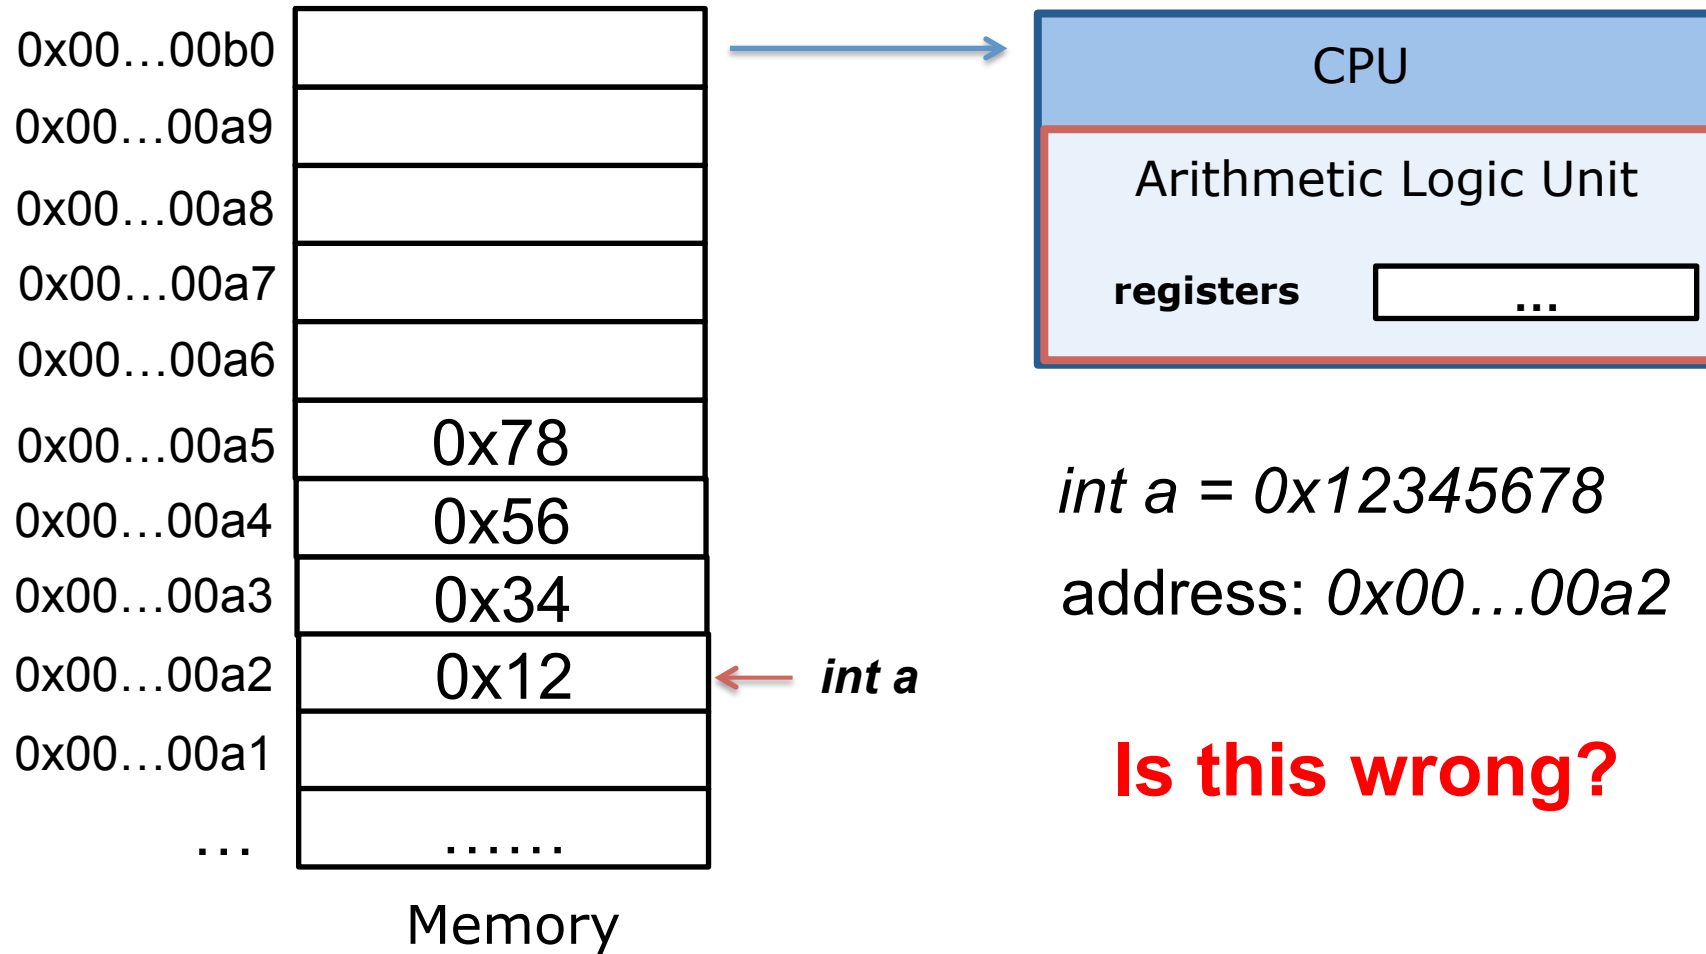 0x00…00b0
0x00…00a9
0x00…00a8
0x00…00a7
0x00…00a6
0x00…00a5 0x78
0x00…00a4 0x56
0x00…00a3 0x34
0x00…00a2 0x12 int a
0x00…00a1
… ……
Memory
CPU
Arithmetic Logic Unit
registers ...
int a = 0x12345678
address: 0x00…00a2
Is this wrong?